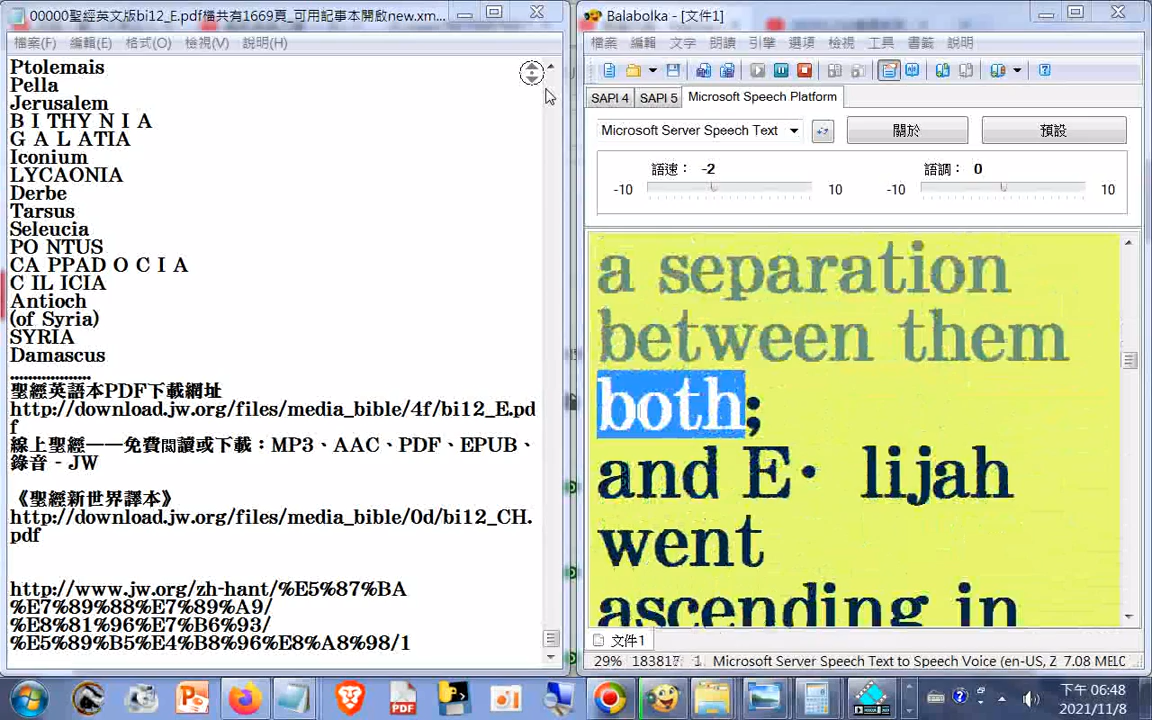 00000聖經英文版bi12_E.pdf檔共有1669頁_可用記事本開啟new.xm...
檔案(F) 編輯(E) 格式(O) 檢視(V) 說明(H)
Ptolemais
Pella
Jerusalem
B I THY N I A
G A L ATIA
Iconium
LYCAONIA
Derbe
Tarsus
Seleucia
PO NTUS
CA PPAD O C I A
C IL ICIA
Antioch
(of Syria)
SYRIA
Damascus
..................
聖經英語本PDF下載網址
http://download.jw.org/files/media_bible/4f/bi12_E.pd
f
線上聖經——免費閲讀或下載：MP3、AAC、PDF、EPUB、
錄音 - JW
《聖經新世界譯本》
http://download.jw.org/files/media_bible/0d/bi12_CH.
pdf
http://www.jw.org/zh-hant/%E5%87%BA
%E7%89%88%E7%89%A9/
%E8%81%96%E7%B6%93/
%E5%89%B5%E4%B8%96%E8%A8%98/1
Balabolka - [文件1]
檔案 編輯 文字 朗讀 引擎 選項 檢視 工具 書籤 說明
SAPI 4 SAPI 5 Microsoft Speech Platform
Microsoft Server Speech Text 關於 預設
語速： -2 語調： 0
-10 10 -10 10
a separation
between them
both;
and E· lijah
went
ascending in
文件1
29% 183817: 1 Microsoft Server Speech Text to Speech Voice (en-US, Z 7.08 MELO
PDF
下午 06:48
2021/11/8